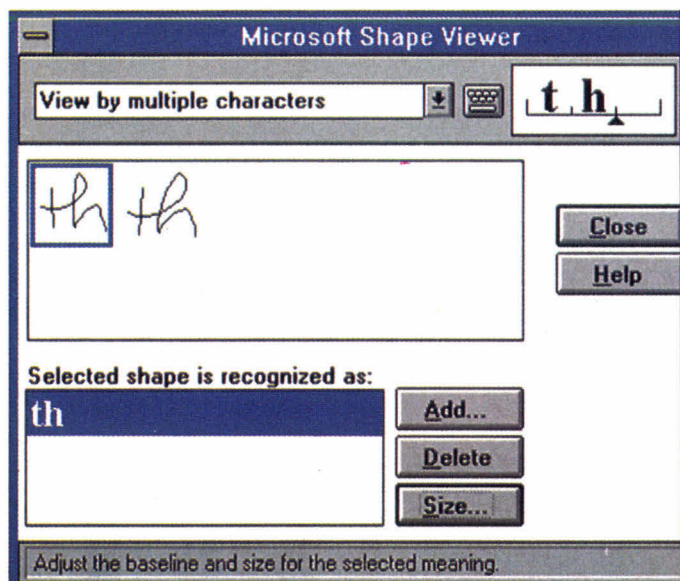 Microsoft Shape Viewer
View by multiple characters
t h
th th
Close
Help
Selected shape is recognized as:
th
Add...
Delete
Size...
Adjust the baseline and size for the selected meaning.